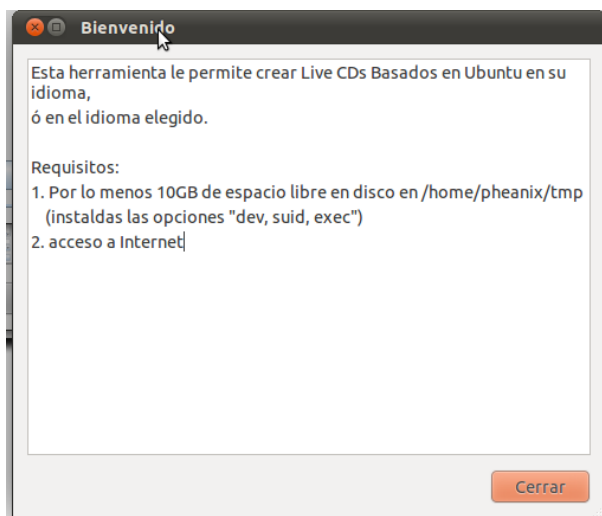 Bienvenido
Esta herramienta le permite crear Live CDs Basados en Ubuntu en su
idioma,
ó en el idioma elegido.
Requisitos:
1. Por lo menos 10GB de espacio libre en disco en /home/pheanix/tmp
(instaldas las opciones "dev, suid, exec")
2. acceso a Internet
Cerrar